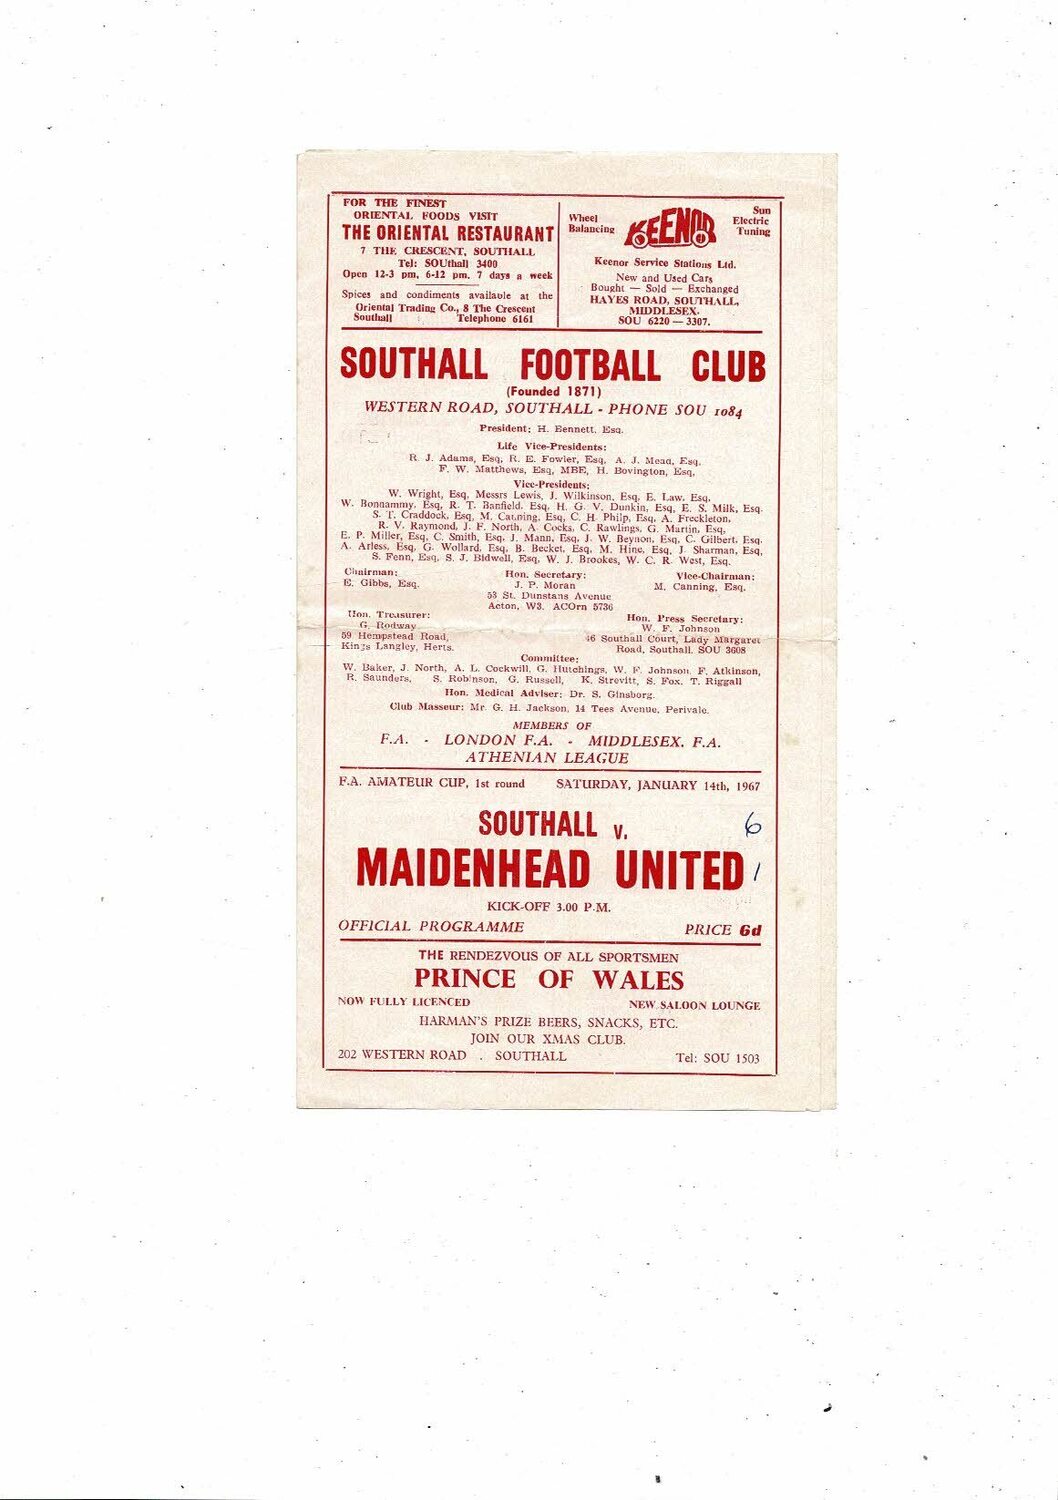 FOR THE FINEST
ORIENTAL FOODS VISIT
THE ORIENTAL RESTAURANT
7 THE CRESCENT, SOUTHALL
Tel: SOUthall 3400
Open 12-3 pm, 6-12 pm. 7 days a week
Spices and condiments available at the
Oriental Trading Co., 8 The Crescent
Southall Telephone 6161
Wheel
Balancing
KEENOR
Sun
Electric
Tuning
Keenor Service Stations Ltd.
New and Used Cars
Bought — Sold — Exchanged
HAYES ROAD, SOUTHALL,
MIDDLESEX.
SOU 6220 — 3307.
SOUTHALL FOOTBALL CLUB
(Founded 1871)
WESTERN ROAD, SOUTHALL - PHONE SOU 1084
President: H. Bennett. Esq.
Life Vice-Presidents:
R. J. Adams, Esq, R. E. Fowler, Esq, A. J. Mead, Esq,
F. W. Matthews, Esq, MBE, H. Bovington, Esq,
Vice-Presidents:
W. Wright, Esq, Messrs Lewis, J. Wilkinson, Esq, E. Law. Esq,
W. Bonnammy, Esq, R. T. Banfield. Esq, H. G. V. Dunkin, Esq, E. S. Milk, Esq.
S. T. Craddock, Esq, M. Canning, Esq, C. H. Philp, Esq, A. Freckleton,
R. V. Raymond, J. F. North, A. Cocks, C. Rawlings, G. Martin, Esq,
E. P. Miller, Esq, C. Smith, Esq, J. Mann, Esq, J. W. Beynon, Esq, C. Gilbert, Esq.
A. Arless, Esq, G. Wollard, Esq, B. Becket, Esq, M. Hine, Esq, J. Sharman, Esq,
S. Fenn, Esq, S. J. Bidwell, Esq, W. J. Brookes, W. C. R. West, Esq.
Chairman: Hon. Secretary: Vice-Chairman:
E. Gibbs, Esq. J. P. Moran M. Canning, Esq.
53 St. Dunstans Avenue
Acton, W3. ACOrn 5736
Hon. Treasurer: Hon. Press Secretary:
G. Rodway W. F. Johnson
59 Hempstead Road, 46 Southall Court, Lady Margaret
Kings Langley, Herts. Road, Southall. SOU 3608
Committee:
W. Baker, J. North, A. L. Cockwill, G. Hutchings, W. F. Johnson. F. Atkinson,
R. Saunders, S. Robinson, G. Russell, K. Strevitt, S. Fox. T. Riggall
Hon. Medical Adviser: Dr. S. Ginsborg.
Club Masseur: Mr. G. H. Jackson, 14 Tees Avenue, Perivale.
MEMBERS OF
F.A. - LONDON F.A. - MIDDLESEX. F.A.
ATHENIAN LEAGUE
F.A. AMATEUR CUP, 1st round SATURDAY, JANUARY 14th, 1967
SOUTHALL v. 6
MAIDENHEAD UNITED 1
KICK-OFF 3.00 P.M.
OFFICIAL PROGRAMME PRICE 6d
THE RENDEZVOUS OF ALL SPORTSMEN
PRINCE OF WALES
NOW FULLY LICENCED NEW SALOON LOUNGE
HARMAN'S PRIZE BEERS, SNACKS, ETC.
JOIN OUR XMAS CLUB.
202 WESTERN ROAD . SOUTHALL Tel: SOU 1503